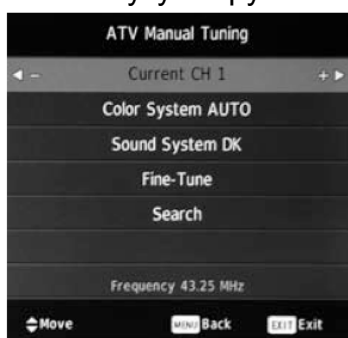 ATV Manual Tuning
– Current CH 1 +
Color System AUTO
Sound System DK
Fine-Tune
Search
Frequency 43.25 MHz
Move MENU Back EXIT Exit